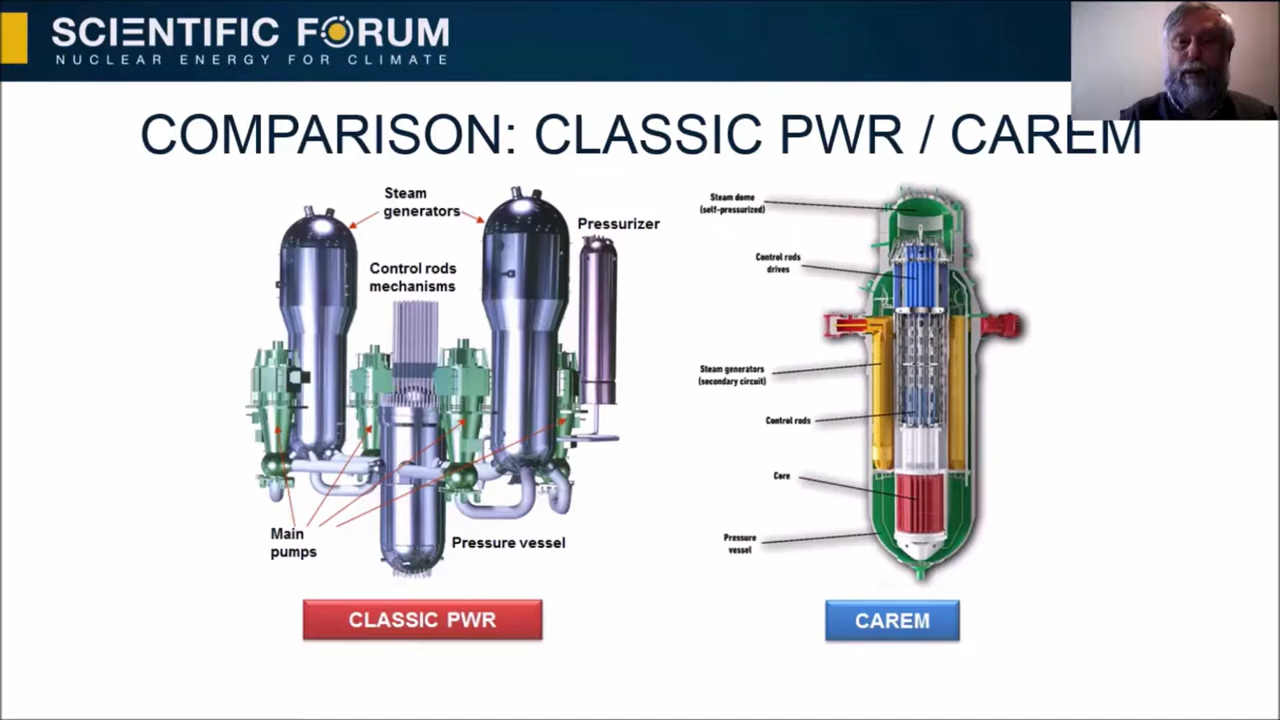 SCIENTIFIC FORUM
NUCLEAR ENERGY FOR CLIMATE
COMPARISON: CLASSIC PWR / CAREM
Steam
generators
Pressurizer
Control rods
mechanisms
Main
pumps
Pressure vessel
CLASSIC PWR
Steam dome
(self-pressurized)
Control rods
drives
Steam generators
(secondary circuit)
Control rods
Core
Pressure
vessel
CAREM